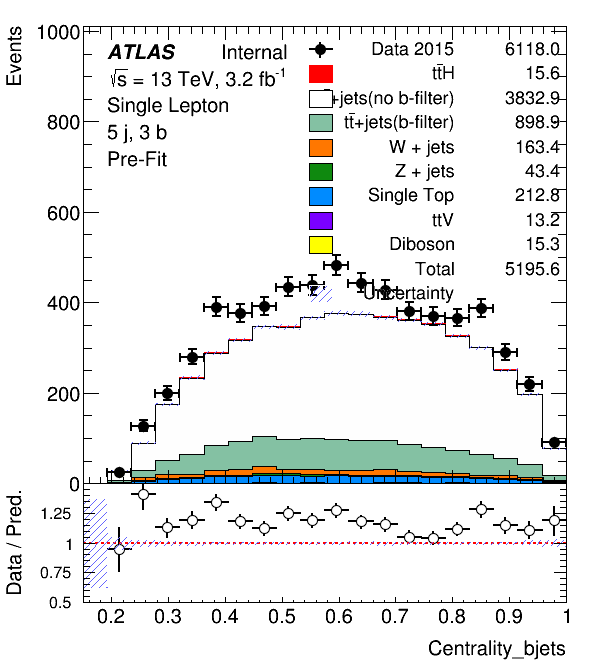 Events
1000
800
600
400
200
0
ATLAS Internal
√s = 13 TeV, 3.2 fb⁻¹
Single Lepton
5 j, 3 b
Pre-Fit
Data 2015 6118.0
tt̄H 15.6
+jets(no b-filter) 3832.9
tt̄+jets(b-filter) 898.9
W + jets 163.4
Z + jets 43.4
Single Top 212.8
ttV 13.2
Diboson 15.3
Total 5195.6
Uncertainty
Data / Pred.
1.25
1
0.75
0.5
0.2 0.3 0.4 0.5 0.6 0.7 0.8 0.9 1
Centrality_bjets